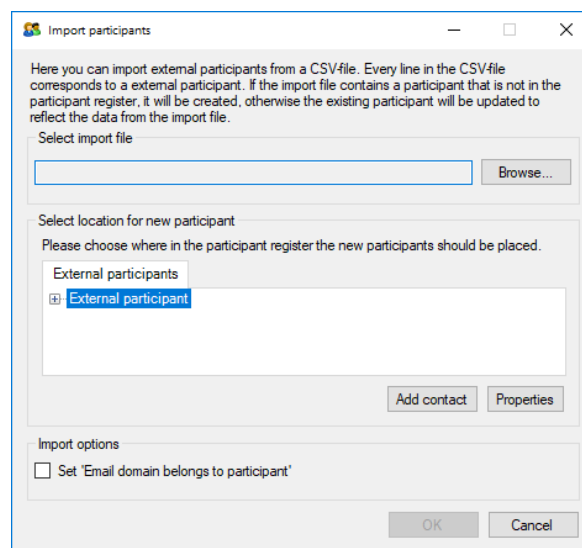 Import participants
Here you can import external participants from a CSV-file. Every line in the CSV-file
corresponds to a external participant. If the import file contains a participant that is not in the
participant register, it will be created, otherwise the existing participant will be updated to
reflect the data from the import file.
Select import file
Browse...
Select location for new participant
Please choose where in the participant register the new participants should be placed.
External participants
External participant
Add contact Properties
Import options
Set 'Email domain belongs to participant'
OK Cancel